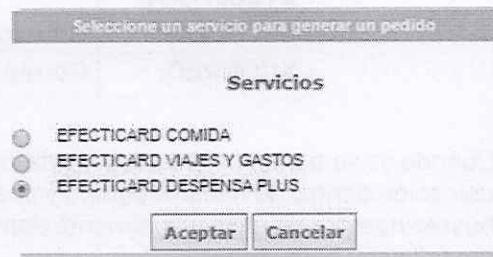 Seleccione un servicio para generar un pedido
Servicios
EFECTICARD COMIDA
EFECTICARD VIAJES Y GASTOS
EFECTICARD DESPENSA PLUS
Aceptar Cancelar